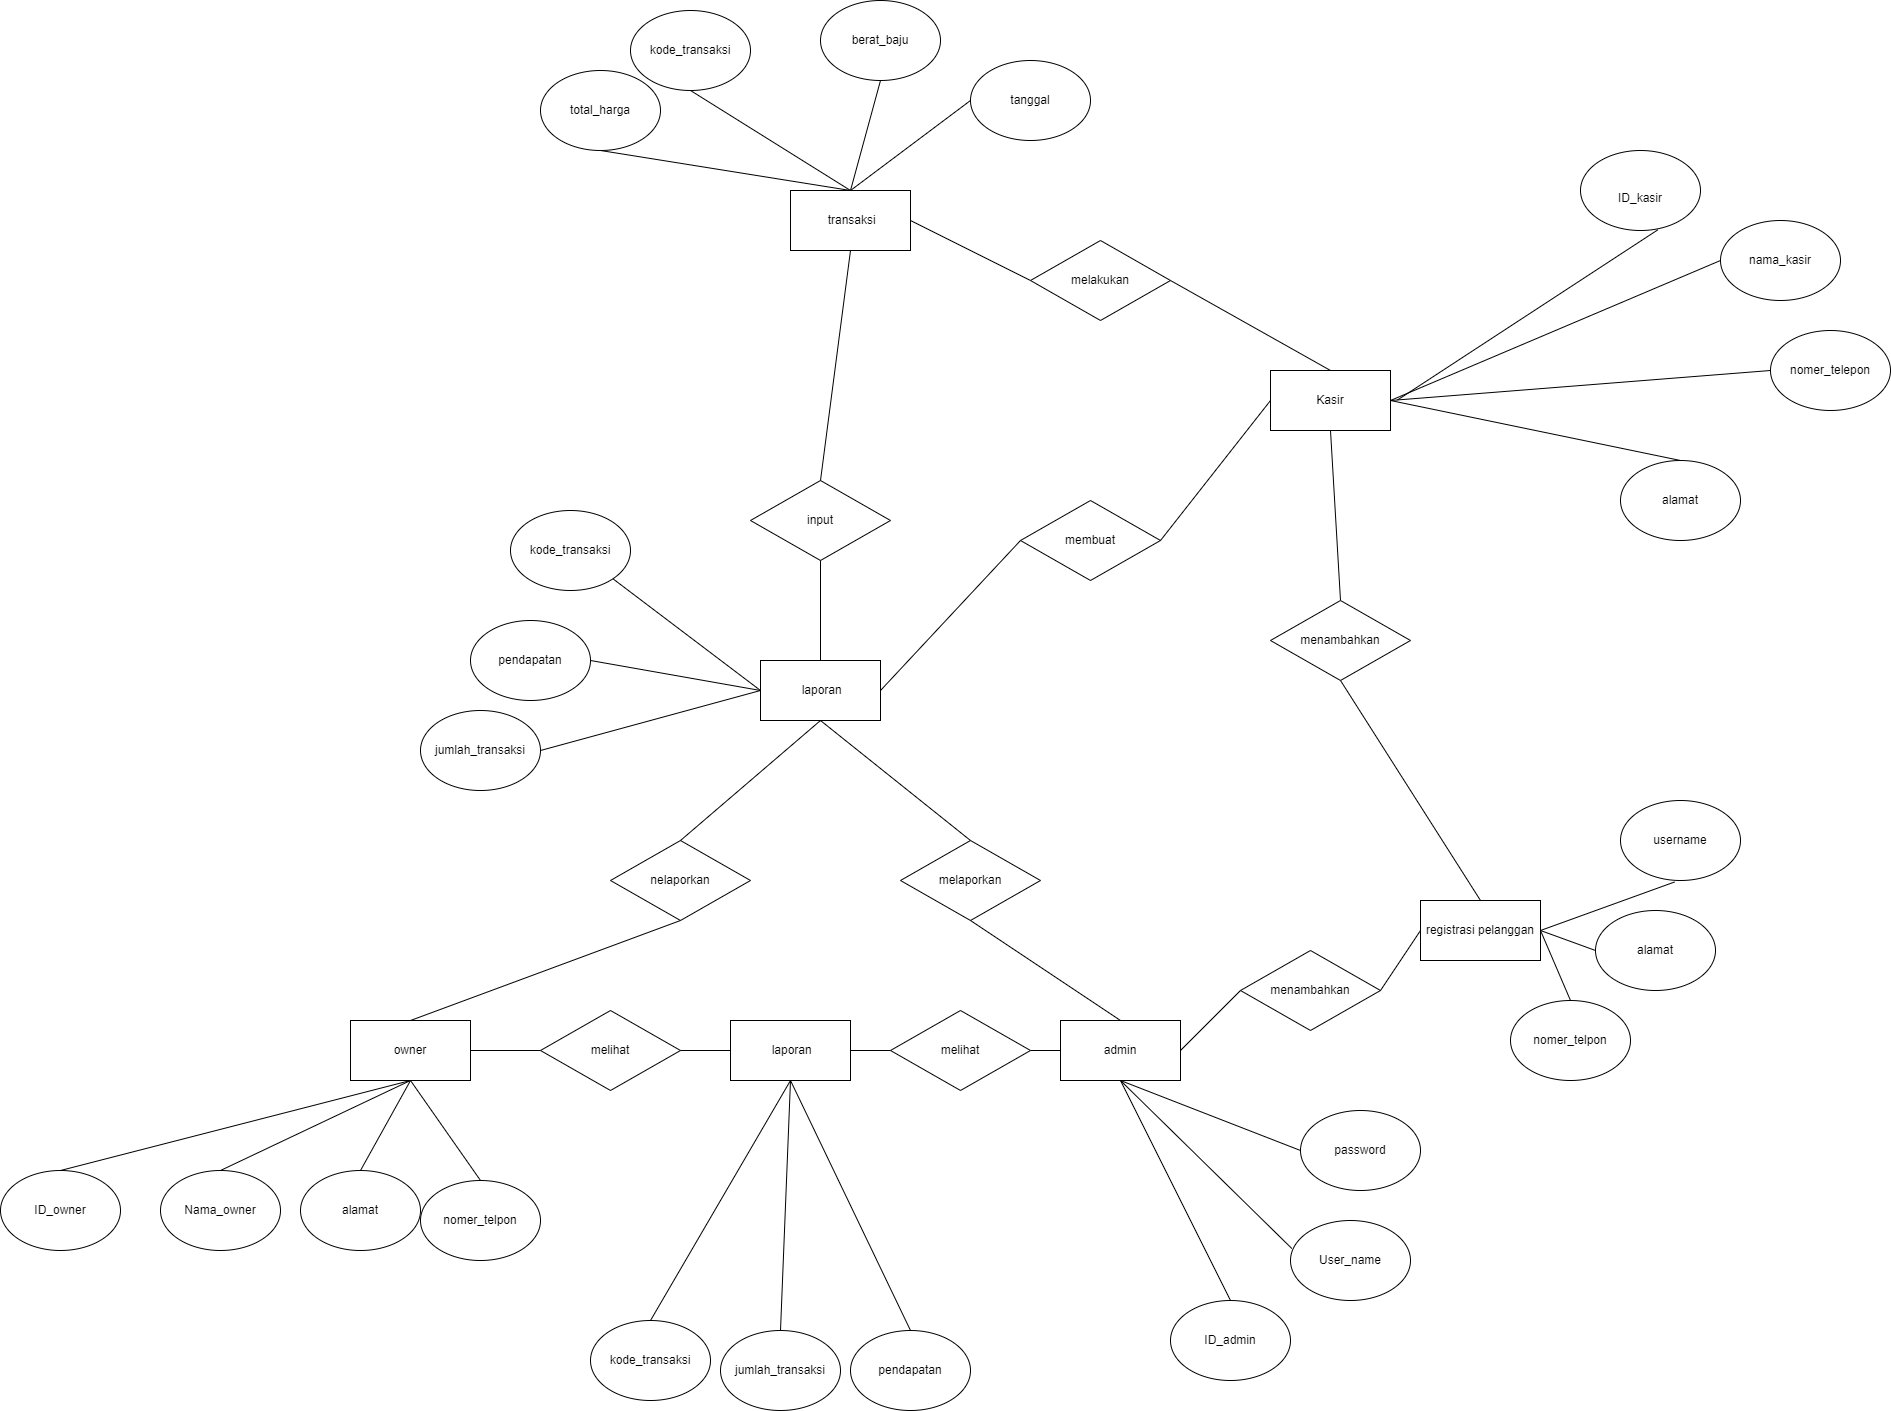 berat_baju
kode_transaksi
tanggal
total_harga
ID_kasir
transaksi
nama_kasir
melakukan
nomer_telepon
Kasir
alamat
input
membuat
kode_transaksi
menambahkan
pendapatan
laporan
jumlah_transaksi
username
nelaporkan
melaporkan
registrasi pelanggan
alamat
menambahkan
nomer_telpon
owner
melihat
laporan
melihat
admin
password
ID_owner
Nama_owner
alamat
nomer_telpon
User_name
ID_admin
kode_transaksi
jumlah_transaksi
pendapatan